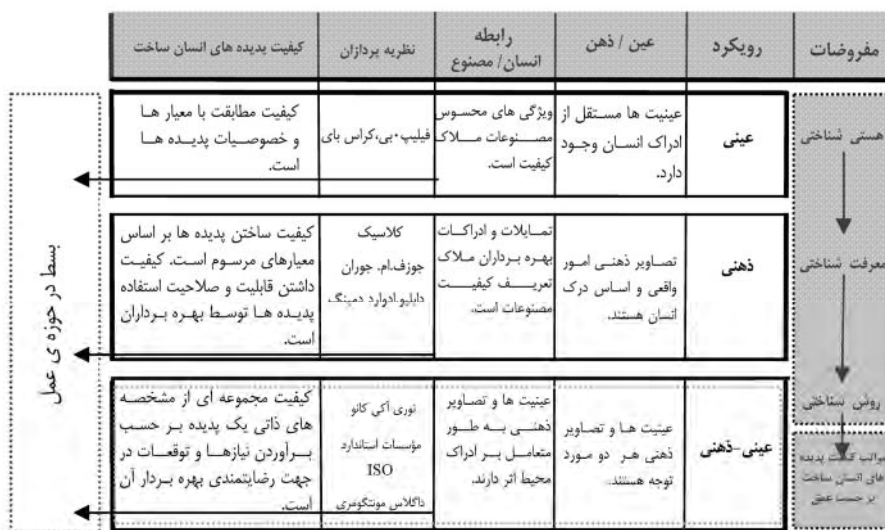 مفروضات
رویکرد
عین / ذهن
رابطه
انسان/ مصنوع
نظریه پردازان
کیفیت پدیده های انسان ساخت
هستی شناختی
معرفت شناختی
روش شناختی
مراتب کیفیت پدیده
های انسان ساخت
بر حسب عمق
عینی
عینیت ها مستقل از
ادراک انسان وجود
دارد.
ویژگی های محسوس
مصنوعات ملاک
کیفیت است.
فیلیپ.بی،کراس بای
کیفیت مطابقت با معیار ها
و خصوصیات پدیده ها
است.
ذهنی
تصاویر ذهنی امور
واقعی و اساس درک
انسان هستند.
تمایلات و ادراکات
بهره برداران ملاک
تعریف کیفیت
مصنوعات است.
کلاسیک
جوزف.ام. جوران
دابلیو.ادوارد دمینگ
کیفیت ساختن پدیده ها بر اساس
معیارهای مرسوم است. کیفیت
داشتن قابلیت و صلاحیت استفاده
پدیده ها توسط بهره برداران
است.
عینی-ذهنی
عینیت ها و تصاویر
ذهنی هر دو مورد
توجه هستند.
عینیت ها و تصاویر
ذهنی به طور
متعامل بر ادراک
محیط اثر دارند.
نوری آکی کانو
مؤسسات استاندارد
ISO
داگلاس مونتگومری
کیفیت مجموعه ای از مشخصه
های ذاتی یک پدیده بر حسب
برآوردن نیازها و توقعات در
جهت رضایتمندی بهره بردار آن
است.
بسط در حوزه ی عمل